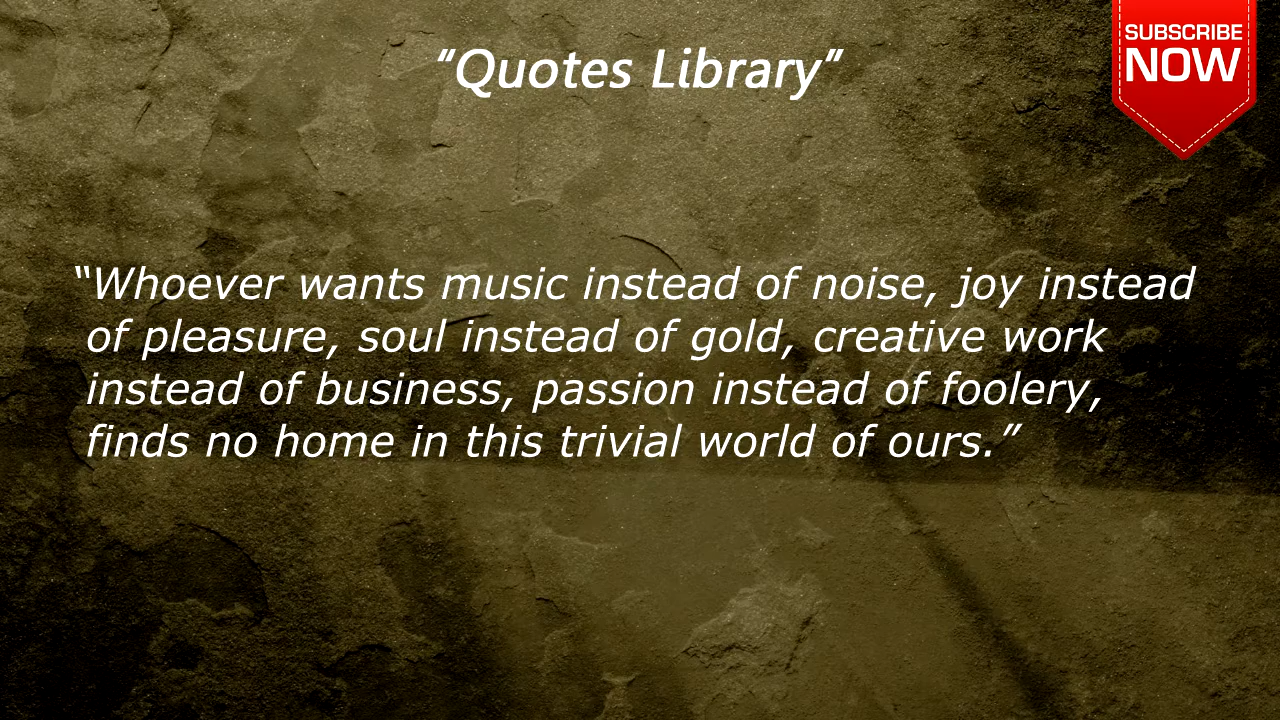 “Quotes Library”
SUBSCRIBE
NOW
“Whoever wants music instead of noise, joy instead
of pleasure, soul instead of gold, creative work
instead of business, passion instead of foolery,
finds no home in this trivial world of ours.”